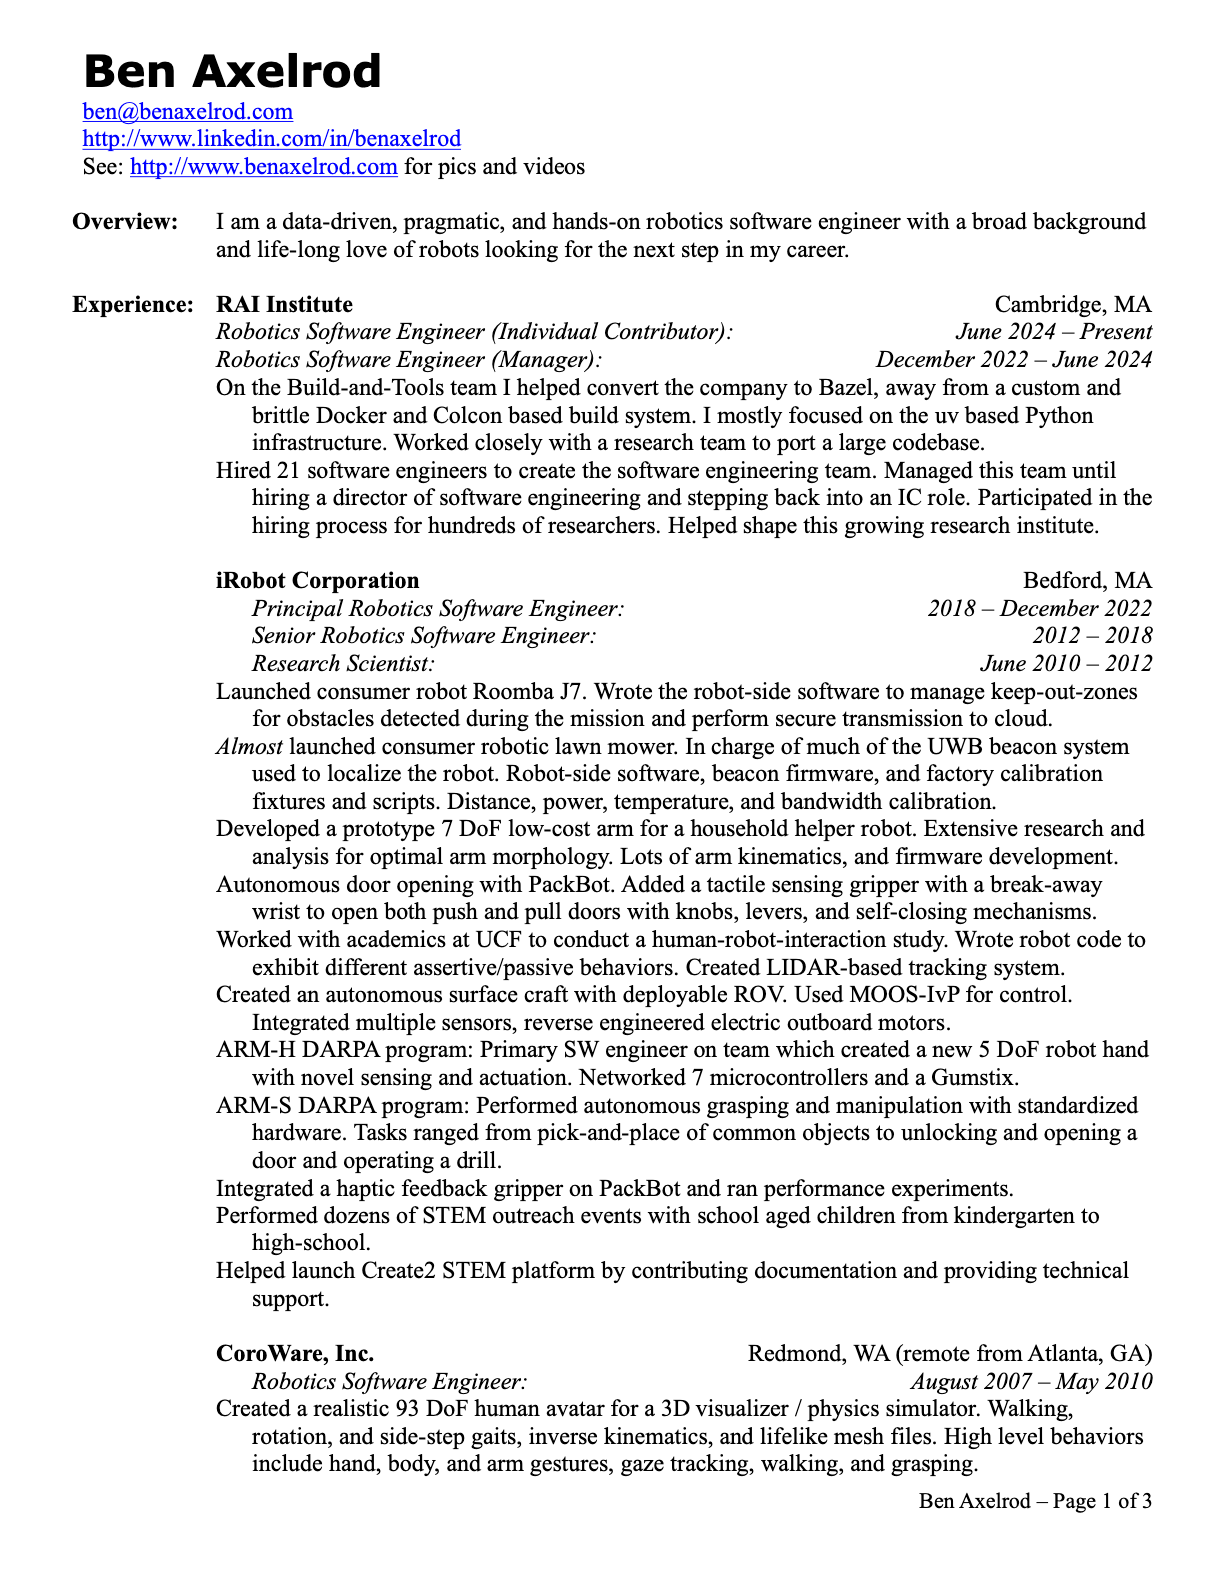 Ben Axelrod
ben@benaxelrod.com
http://www.linkedin.com/in/benaxelrod
See: http://www.benaxelrod.com for pics and videos
Overview: I am a data-driven, pragmatic, and hands-on robotics software engineer with a broad background
and life-long love of robots looking for the next step in my career.
Experience: RAI Institute Cambridge, MA
Robotics Software Engineer (Individual Contributor): June 2024 – Present
Robotics Software Engineer (Manager): December 2022 – June 2024
On the Build-and-Tools team I helped convert the company to Bazel, away from a custom and
brittle Docker and Colcon based build system. I mostly focused on the uv based Python
infrastructure. Worked closely with a research team to port a large codebase.
Hired 21 software engineers to create the software engineering team. Managed this team until
hiring a director of software engineering and stepping back into an IC role. Participated in the
hiring process for hundreds of researchers. Helped shape this growing research institute.
iRobot Corporation Bedford, MA
Principal Robotics Software Engineer: 2018 – December 2022
Senior Robotics Software Engineer: 2012 – 2018
Research Scientist: June 2010 – 2012
Launched consumer robot Roomba J7. Wrote the robot-side software to manage keep-out-zones
for obstacles detected during the mission and perform secure transmission to cloud.
Almost launched consumer robotic lawn mower. In charge of much of the UWB beacon system
used to localize the robot. Robot-side software, beacon firmware, and factory calibration
fixtures and scripts. Distance, power, temperature, and bandwidth calibration.
Developed a prototype 7 DoF low-cost arm for a household helper robot. Extensive research and
analysis for optimal arm morphology. Lots of arm kinematics, and firmware development.
Autonomous door opening with PackBot. Added a tactile sensing gripper with a break-away
wrist to open both push and pull doors with knobs, levers, and self-closing mechanisms.
Worked with academics at UCF to conduct a human-robot-interaction study. Wrote robot code to
exhibit different assertive/passive behaviors. Created LIDAR-based tracking system.
Created an autonomous surface craft with deployable ROV. Used MOOS-IvP for control.
Integrated multiple sensors, reverse engineered electric outboard motors.
ARM-H DARPA program: Primary SW engineer on team which created a new 5 DoF robot hand
with novel sensing and actuation. Networked 7 microcontrollers and a Gumstix.
ARM-S DARPA program: Performed autonomous grasping and manipulation with standardized
hardware. Tasks ranged from pick-and-place of common objects to unlocking and opening a
door and operating a drill.
Integrated a haptic feedback gripper on PackBot and ran performance experiments.
Performed dozens of STEM outreach events with school aged children from kindergarten to
high-school.
Helped launch Create2 STEM platform by contributing documentation and providing technical
support.
CoroWare, Inc. Redmond, WA (remote from Atlanta, GA)
Robotics Software Engineer: August 2007 – May 2010
Created a realistic 93 DoF human avatar for a 3D visualizer / physics simulator. Walking,
rotation, and side-step gaits, inverse kinematics, and lifelike mesh files. High level behaviors
include hand, body, and arm gestures, gaze tracking, walking, and grasping.
Ben Axelrod – Page 1 of 3